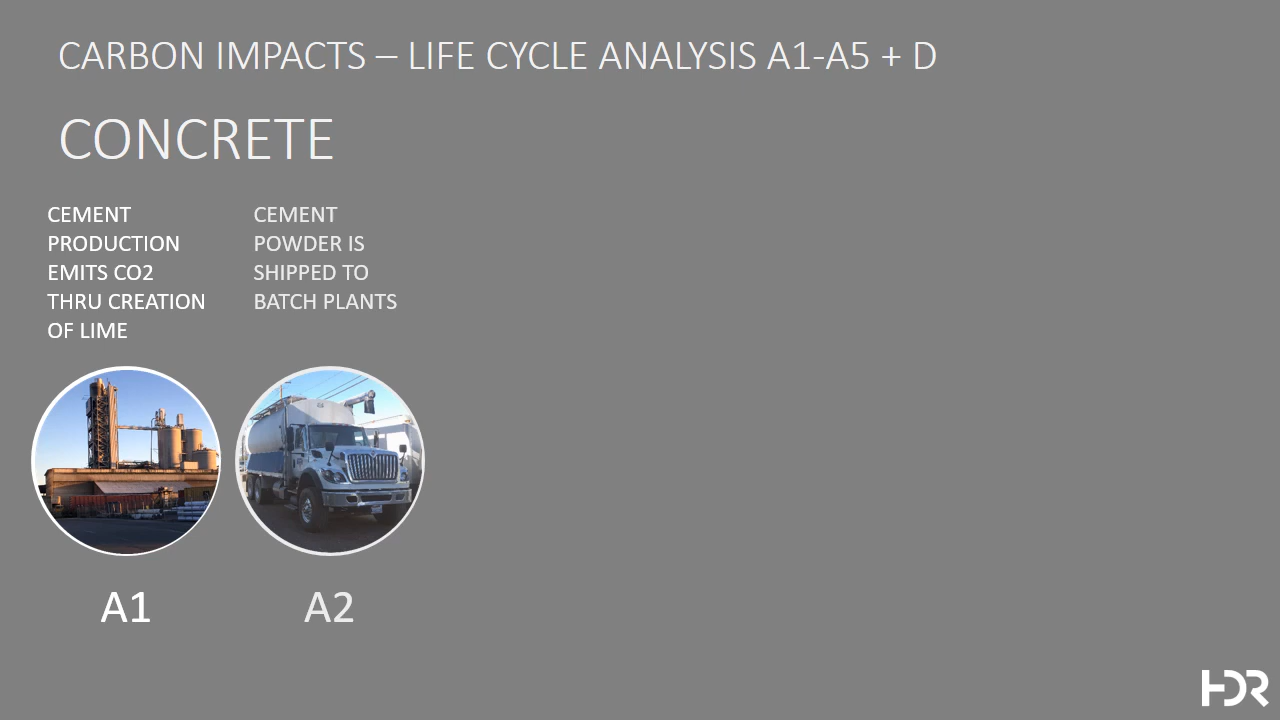 CARBON IMPACTS – LIFE CYCLE ANALYSIS A1-A5 + D
CONCRETE
CEMENT
PRODUCTION
EMITS CO2
THRU CREATION
OF LIME
CEMENT
POWDER IS
SHIPPED TO
BATCH PLANTS
A1
A2
HDR